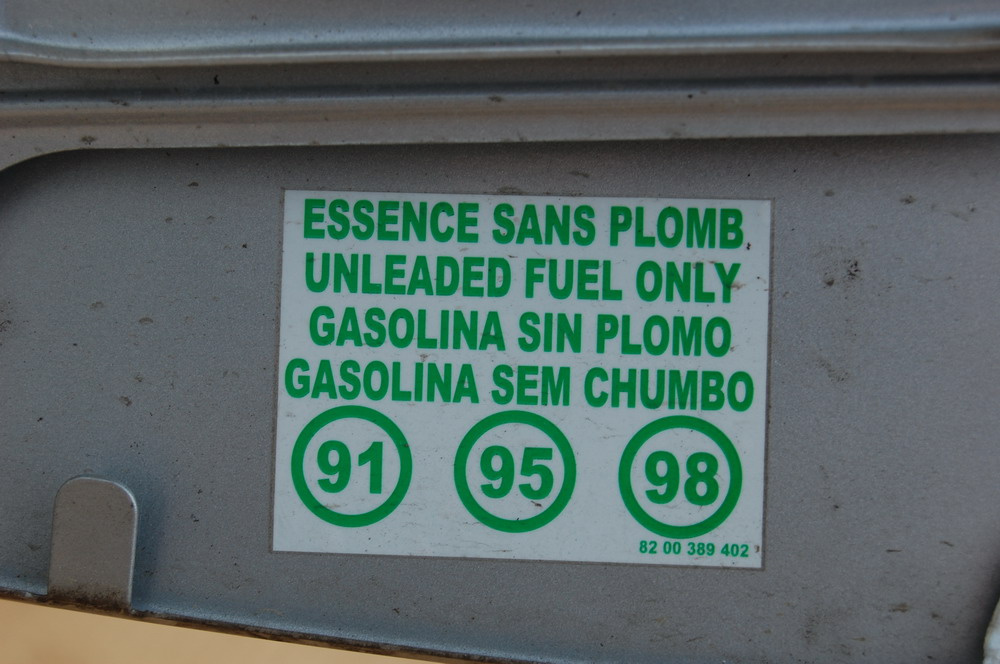 ESSENCE SANS PLOMB
UNLEADED FUEL ONLY
GASOLINA SIN PLOMO
GASOLINA SEM CHUMBO
91 95 98
82 00 389 402